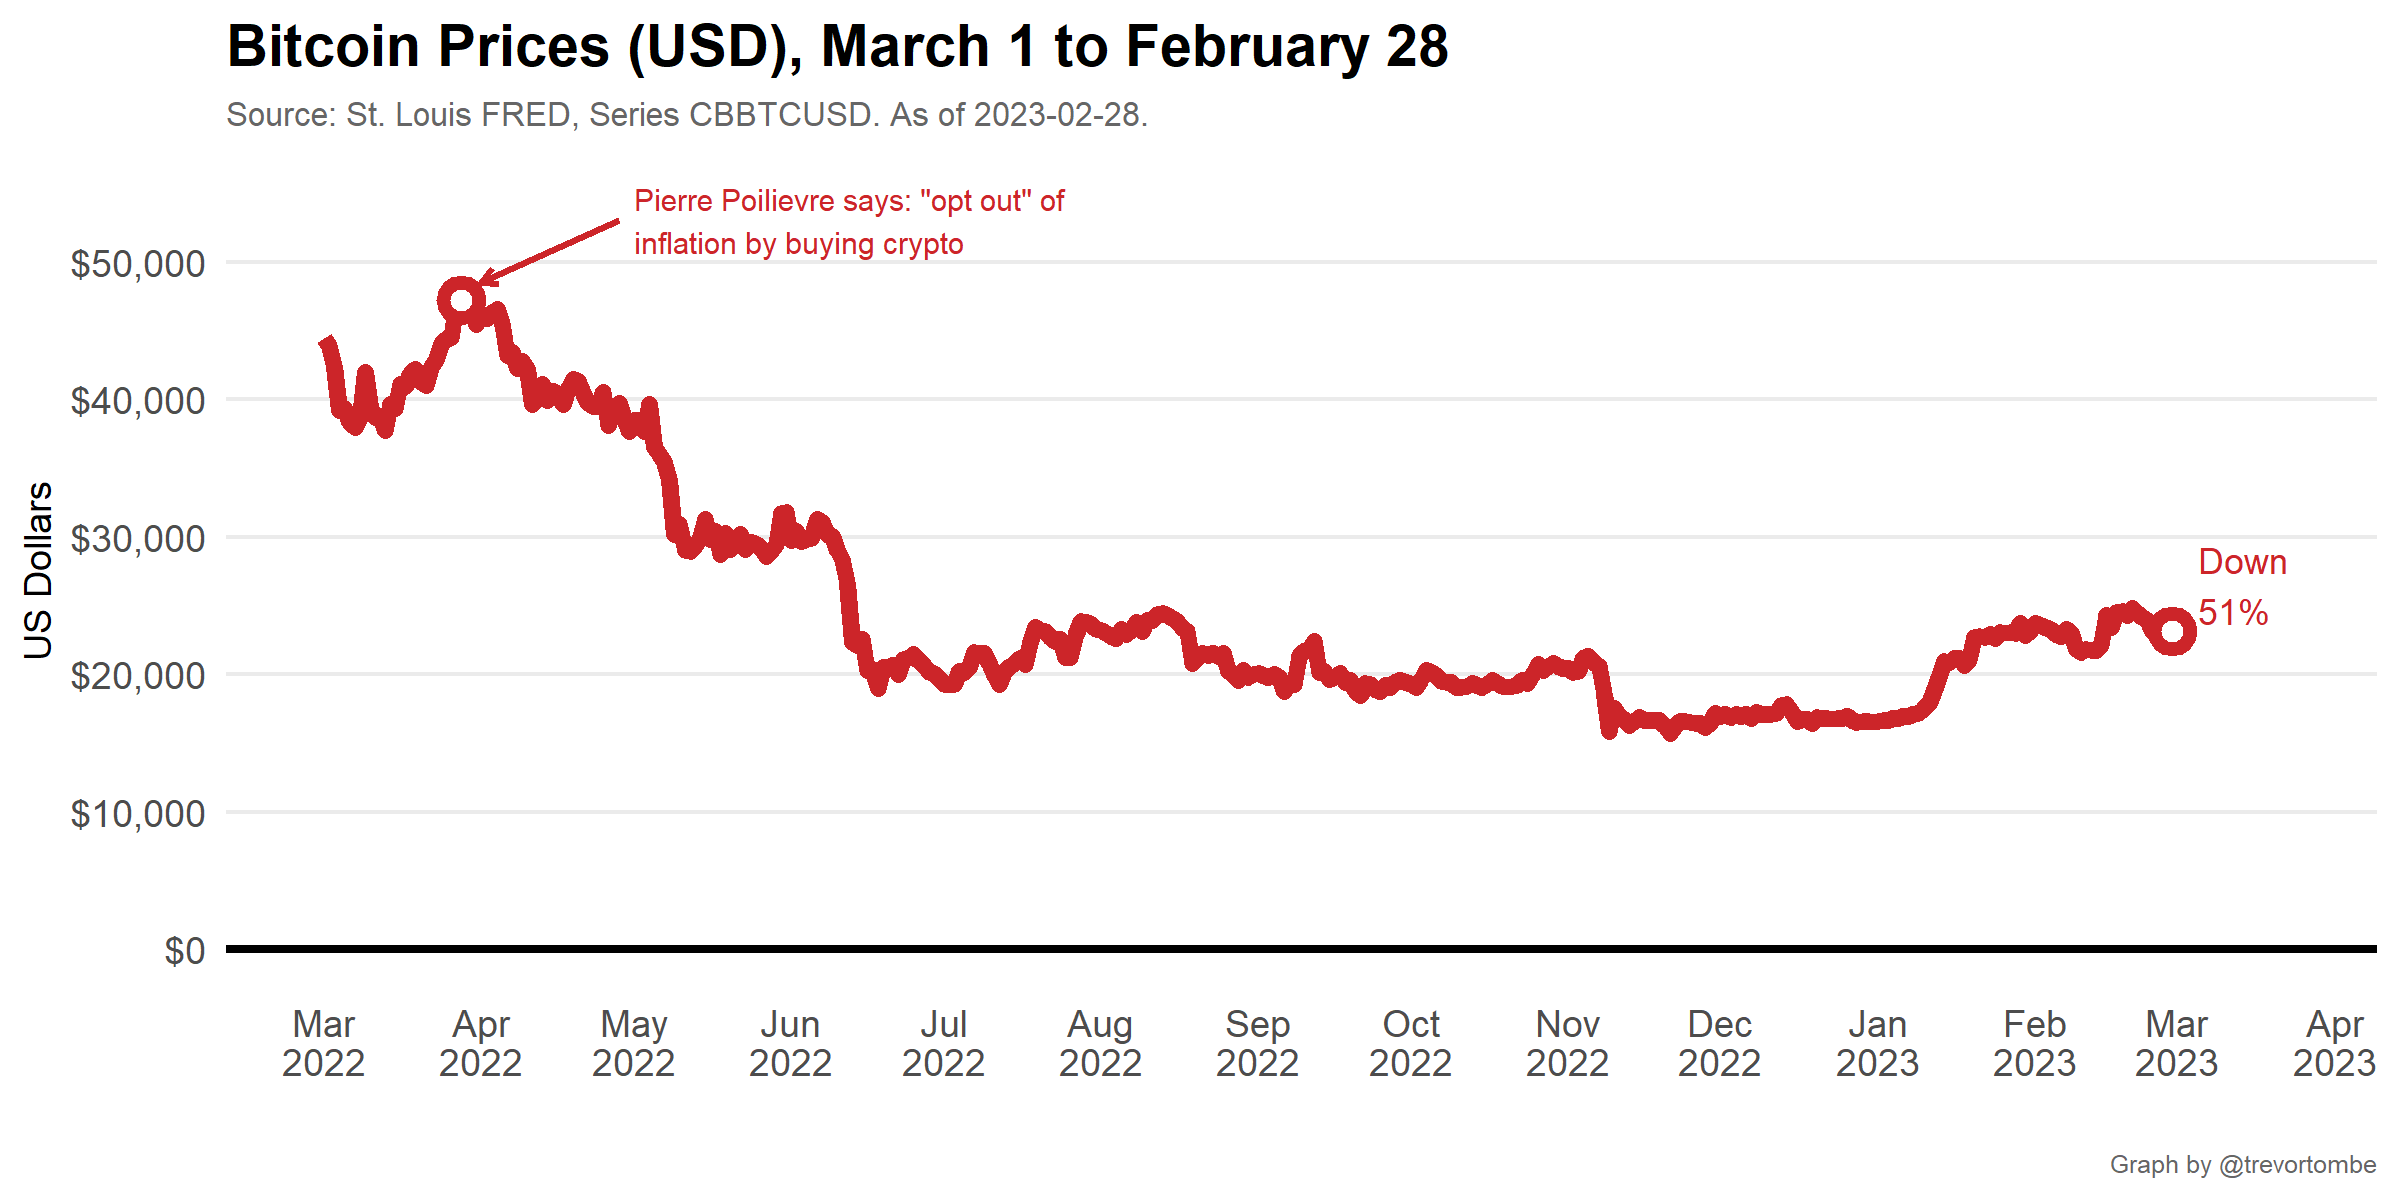 Bitcoin Prices (USD), March 1 to February 28
Source: St. Louis FRED, Series CBBTCUSD. As of 2023-02-28.
Pierre Poilievre says: "opt out" of
inflation by buying crypto
$50,000
$40,000
$30,000
$20,000
$10,000
$0
US Dollars
Down
51%
Mar
2022
Apr
2022
May
2022
Jun
2022
Jul
2022
Aug
2022
Sep
2022
Oct
2022
Nov
2022
Dec
2022
Jan
2023
Feb
2023
Mar
2023
Apr
2023
Graph by @trevortombe